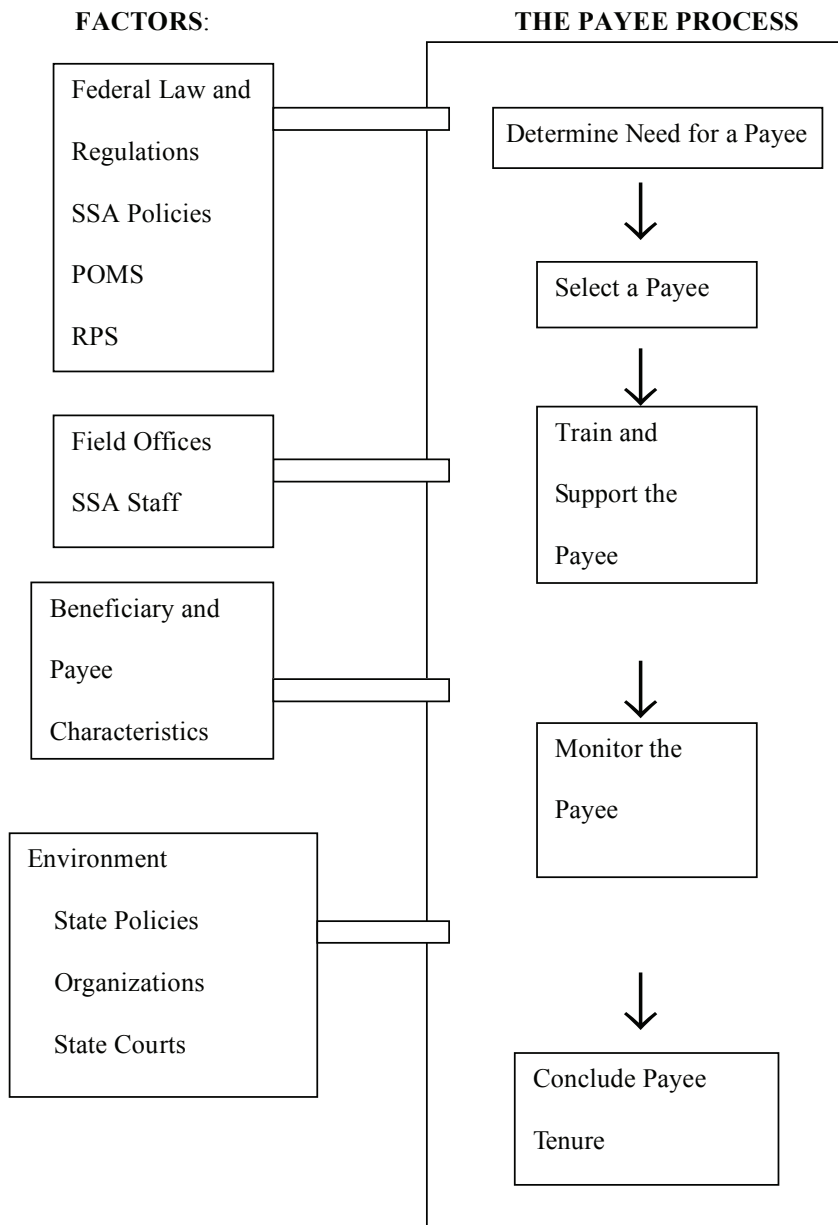 FACTORS:
Federal Law and
Regulations
SSA Policies
POMS
RPS
Field Offices
SSA Staff
Beneficiary and
Payee
Characteristics
Environment
State Policies
Organizations
State Courts
THE PAYEE PROCESS
Determine Need for a Payee
Select a Payee
Train and
Support the
Payee
Monitor the
Payee
Conclude Payee
Tenure